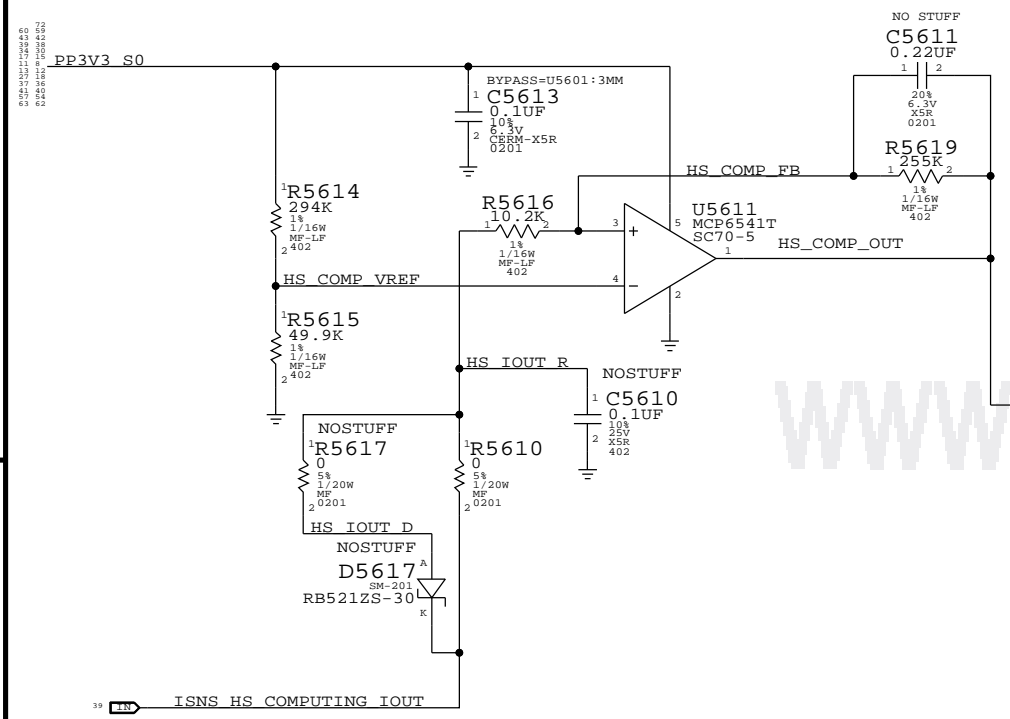 72
60 59
43 42
39 38
34 30
17 15
11 8
13 12
27 18
37 36
41 40
57 54
63 62
PP3V3_S0
NO STUFF
C5611
0.22UF
1 2
20%
6.3V
X5R
0201
BYPASS=U5601:3MM
1
C5613
0.1UF
10%
6.3V
CERM-X5R
0201
2
R5619
255K
1 2
1%
1/16W
MF-LF
402
HS_COMP_FB
1
R5614
294K
1%
1/16W
MF-LF
402
2
R5616
10.2K
1 2
1%
1/16W
MF-LF
402
U5611
MCP6541T
SC70-5
3 +
4 -
5
1
2
HS_COMP_OUT
HS_COMP_VREF
1
R5615
49.9K
1%
1/16W
MF-LF
402
2
HS_IOUT_R
NOSTUFF
1
C5610
0.1UF
10%
25V
X5R
402
2
NOSTUFF
1
R5617
0
5%
1/20W
MF
0201
2
1
R5610
0
5%
1/20W
MF
0201
2
HS_IOUT_D
NOSTUFF
D5617
SM-201
RB521ZS-30
A
K
39 IN
ISNS_HS_COMPUTING_IOUT
www